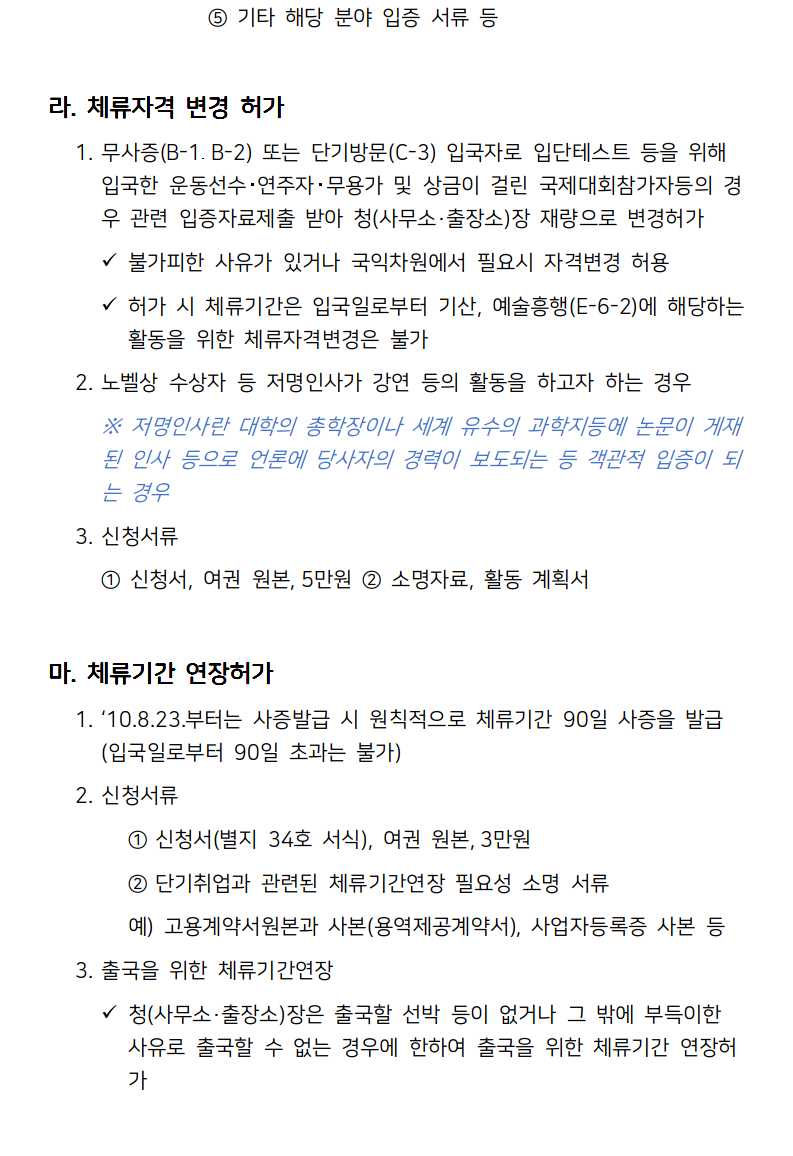 ⑤ 기타 해당 분야 입증 서류 등
라. 체류자격 변경 허가
1. 무사증(B-1. B-2) 또는 단기방문(C-3) 입국자로 입단테스트 등을 위해
입국한 운동선수·연주자·무용가 및 상금이 걸린 국제대회참가자등의 경
우 관련 입증자료제출 받아 청(사무소·출장소)장 재량으로 변경허가
✓ 불가피한 사유가 있거나 국익차원에서 필요시 자격변경 허용
✓ 허가 시 체류기간은 입국일로부터 기산, 예술흥행(E-6-2)에 해당하는
활동을 위한 체류자격변경은 불가
2. 노벨상 수상자 등 저명인사가 강연 등의 활동을 하고자 하는 경우
※ 저명인사란 대학의 총학장이나 세계 유수의 과학지등에 논문이 게재
된 인사 등으로 언론에 당사자의 경력이 보도되는 등 객관적 입증이 되
는 경우
3. 신청서류
① 신청서, 여권 원본, 5만원 ② 소명자료, 활동 계획서
마. 체류기간 연장허가
1. ‘10.8.23.부터는 사증발급 시 원칙적으로 체류기간 90일 사증을 발급
(입국일로부터 90일 초과는 불가)
2. 신청서류
① 신청서(별지 34호 서식), 여권 원본, 3만원
② 단기취업과 관련된 체류기간연장 필요성 소명 서류
예) 고용계약서원본과 사본(용역제공계약서), 사업자등록증 사본 등
3. 출국을 위한 체류기간연장
✓ 청(사무소·출장소)장은 출국할 선박 등이 없거나 그 밖에 부득이한
사유로 출국할 수 없는 경우에 한하여 출국을 위한 체류기간 연장허
가